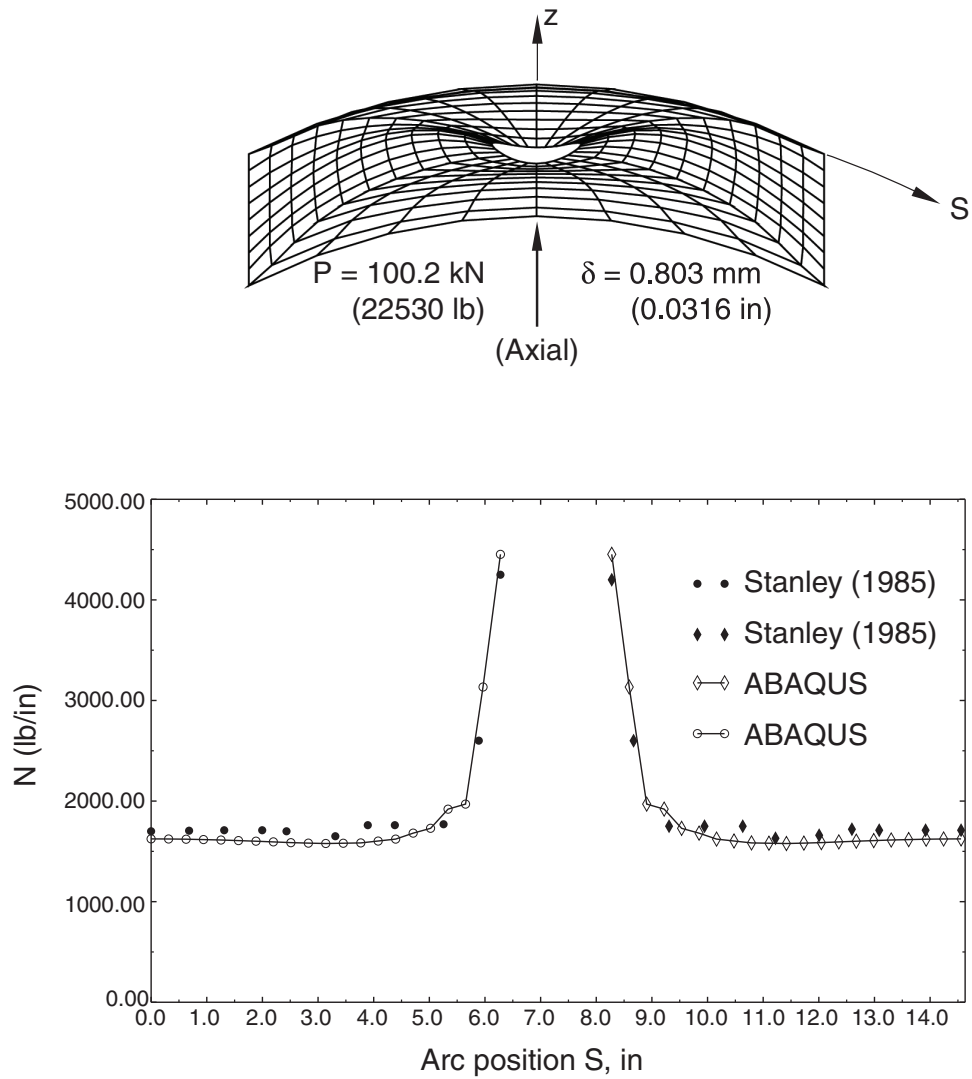 z
S
P = 100.2 kN
(22530 lb)
δ = 0.803 mm
(0.0316 in)
(Axial)
5000.00
4000.00
3000.00
2000.00
1000.00
0.00
N (lb/in)
Stanley (1985)
Stanley (1985)
ABAQUS
ABAQUS
0.0 1.0 2.0 3.0 4.0 5.0 6.0 7.0 8.0 9.0 10.0 11.0 12.0 13.0 14.0
Arc position S, in